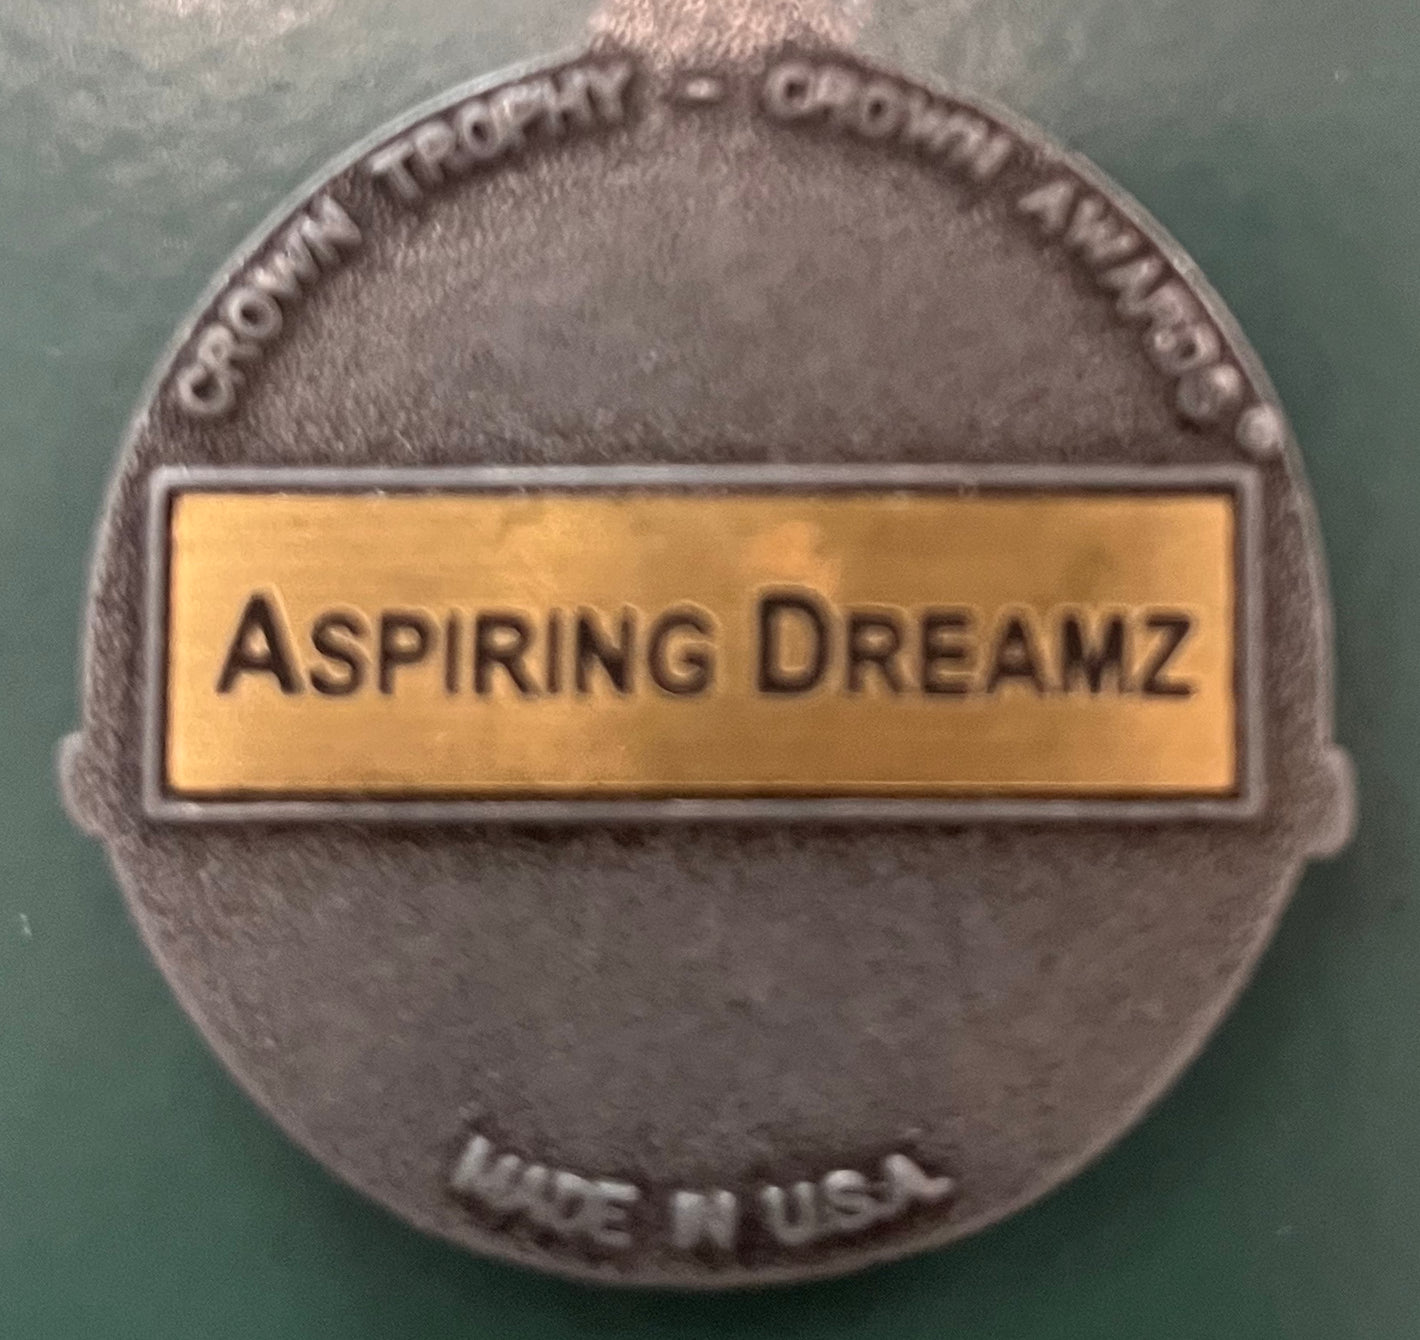 CROWN TROPHY - CROWN AWARDS
ASPIRING DREAMZ
MADE IN U.S.A.